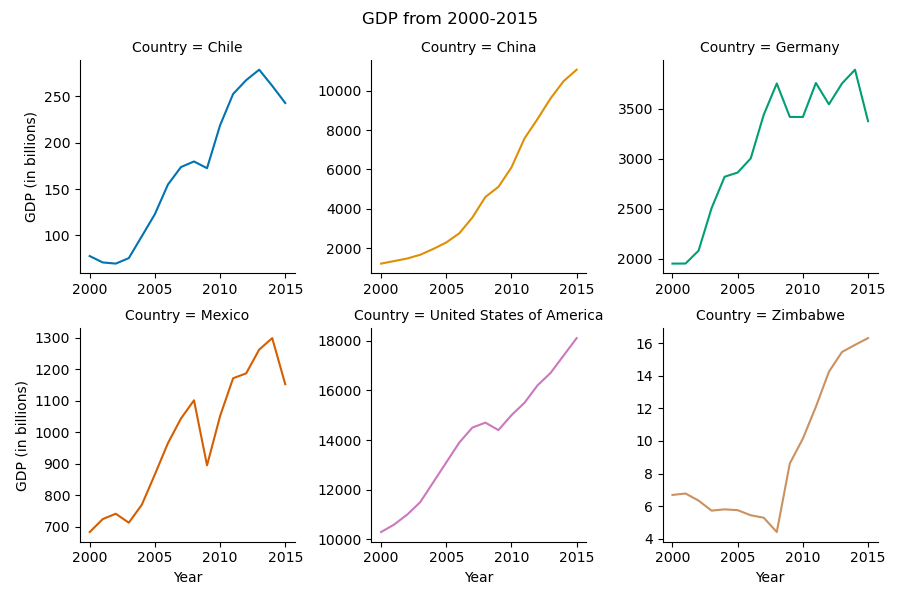 GDP from 2000-2015
Country = Chile
Country = China
Country = Germany
GDP (in billions)
250
200
150
100
10000
8000
6000
4000
2000
3500
3000
2500
2000
2000 2005 2010 2015
2000 2005 2010 2015
2000 2005 2010 2015
Country = Mexico
Country = United States of America
Country = Zimbabwe
GDP (in billions)
1300
1200
1100
1000
900
800
700
18000
16000
14000
12000
10000
16
14
12
10
8
6
4
2000 2005 2010 2015
2000 2005 2010 2015
2000 2005 2010 2015
Year
Year
Year